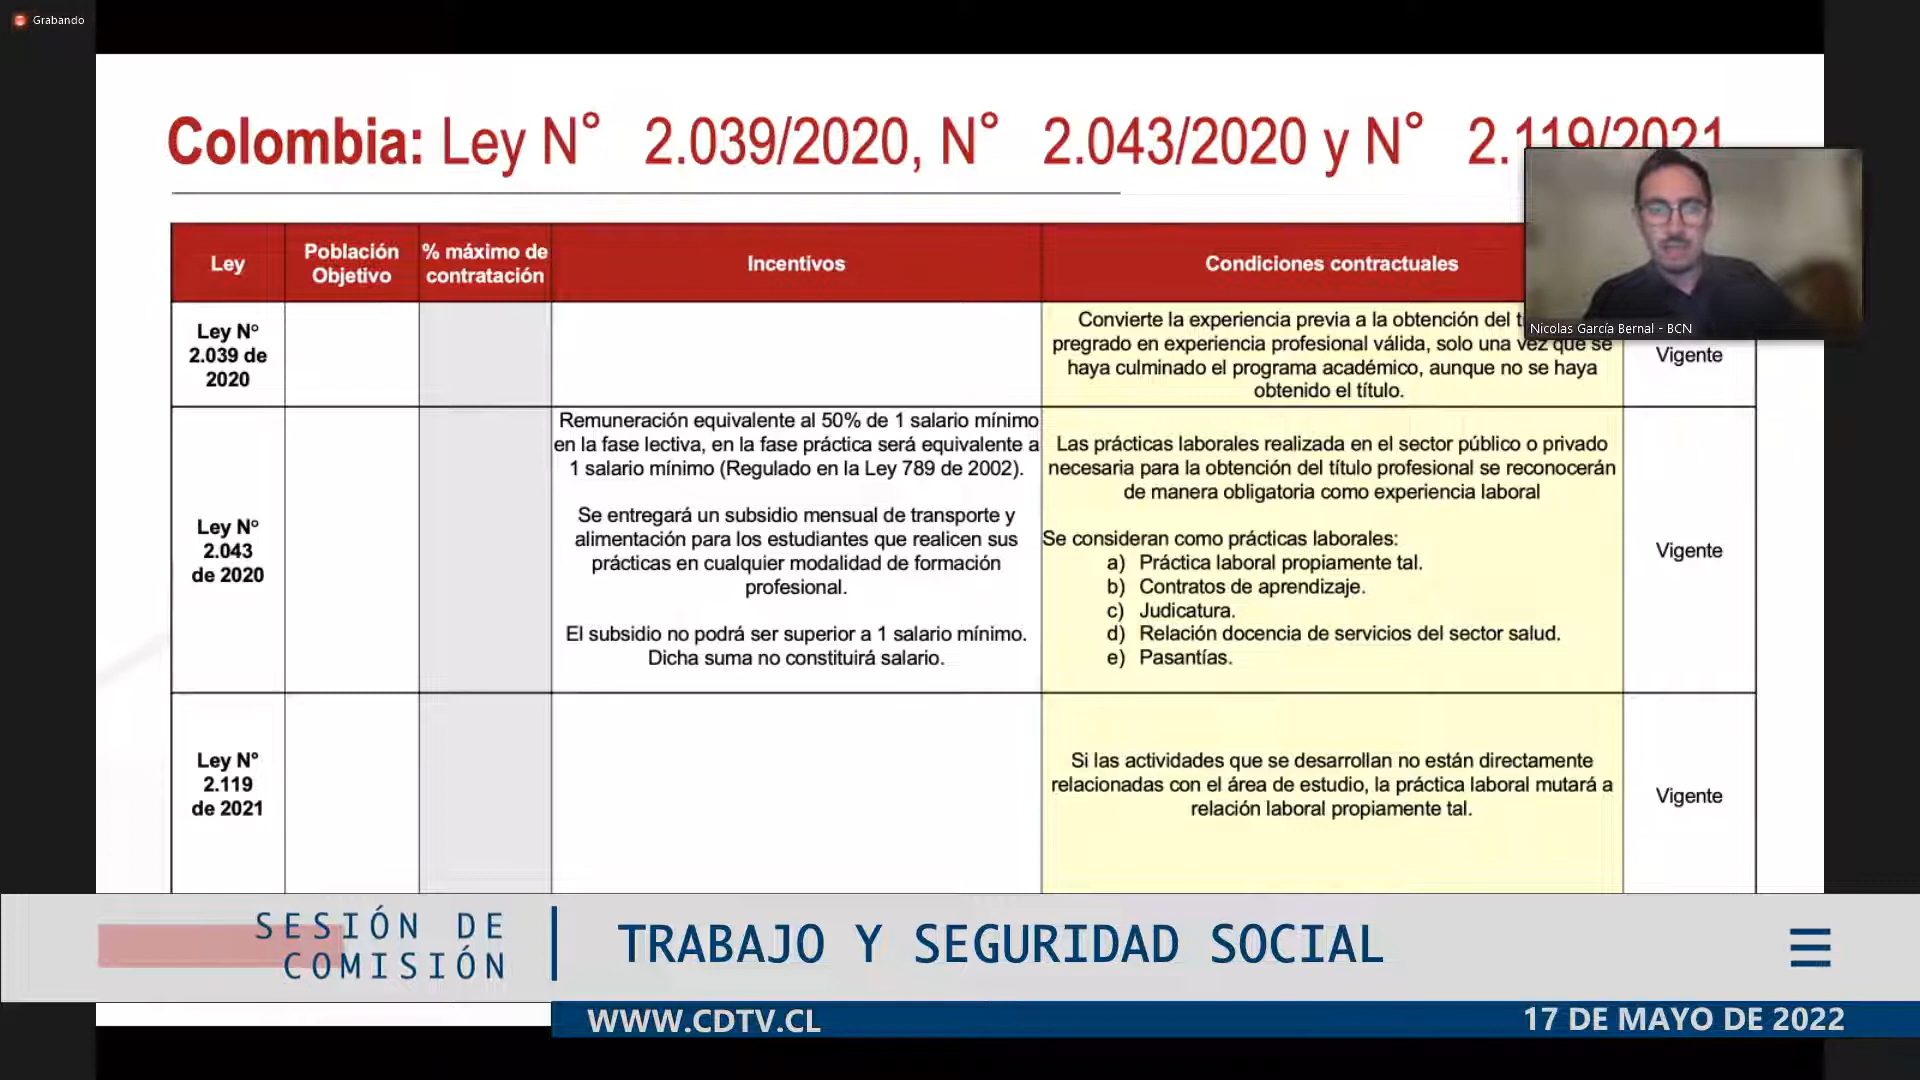 Grabando
Colombia: Ley N° 2.039/2020, N° 2.043/2020 y N° 2.119/2021
Ley
Población
Objetivo
% máximo de
contratación
Incentivos
Condiciones contractuales
Nicolas García Bernal - BCN
Ley Nº
2.039 de
2020
Convierte la experiencia previa a la obtención del
pregrado en experiencia profesional válida, solo una vez que se
haya culminado el programa académico, aunque no se haya
obtenido el título.
Vigente
Ley Nº
2.043
de 2020
Remuneración equivalente al 50% de 1 salario mínimo
en la fase lectiva, en la fase práctica será equivalente a
1 salario mínimo (Regulado en la Ley 789 de 2002).
Se entregará un subsidio mensual de transporte y
alimentación para los estudiantes que realicen sus
prácticas en cualquier modalidad de formación
profesional.
El subsidio no podrá ser superior a 1 salario mínimo.
Dicha suma no constituirá salario.
Las prácticas laborales realizada en el sector público o privado
necesaria para la obtención del título profesional se reconocerán
de manera obligatoria como experiencia laboral
Se consideran como prácticas laborales:
a) Práctica laboral propiamente tal.
b) Contratos de aprendizaje.
c) Judicatura.
d) Relación docencia de servicios del sector salud.
e) Pasantías.
Vigente
Ley N°
2.119
de 2021
Si las actividades que se desarrollan no están directamente
relacionadas con el área de estudio, la práctica laboral mutará a
relación laboral propiamente tal.
Vigente
SESIÓN DE
COMISIÓN
TRABAJO Y SEGURIDAD SOCIAL
WWW.CDTV.CL
17 DE MAYO DE 2022